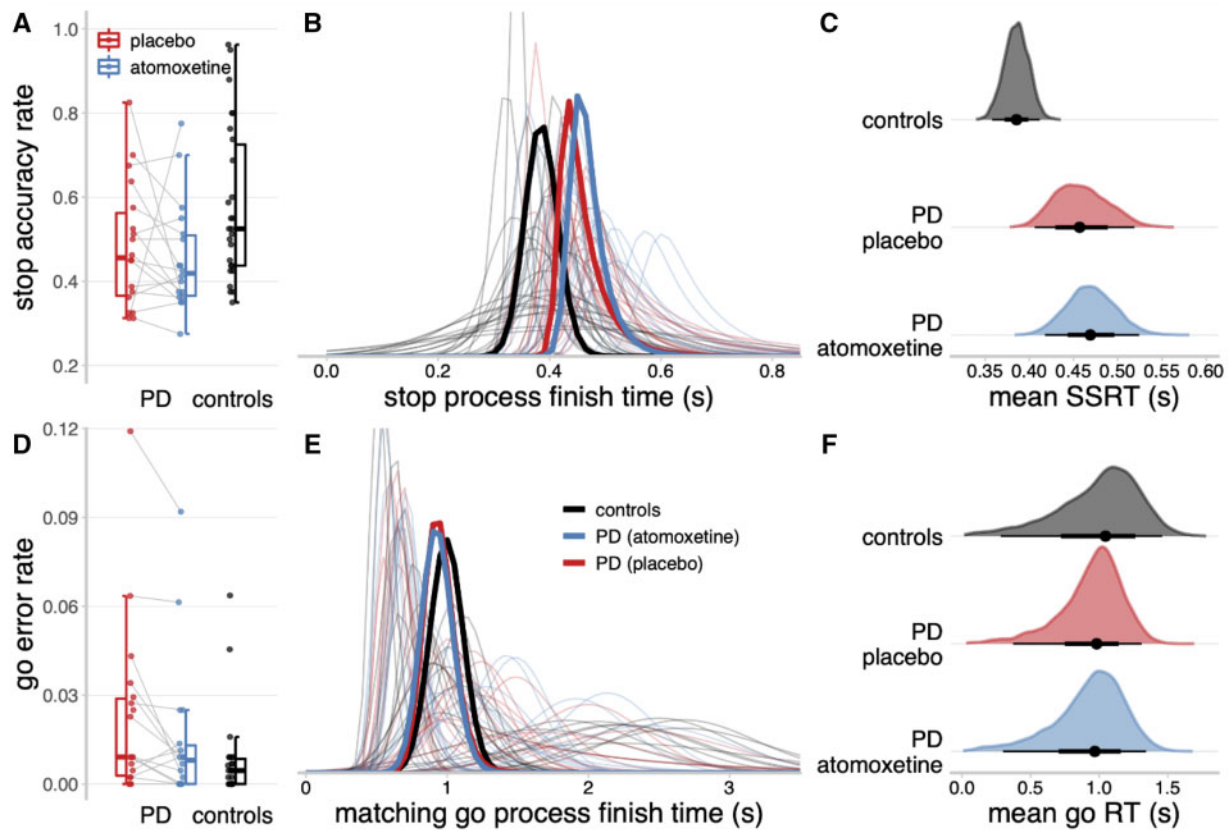 A
stop accuracy rate
1.0
0.8
0.6
0.4
0.2
placebo
atomoxetine
PD controls
B
0.0 0.2 0.4 0.6 0.8
stop process finish time (s)
C
controls
PD
placebo
PD
atomoxetine
0.35 0.40 0.45 0.50 0.55 0.60
mean SSRT (s)
D
go error rate
0.12
0.09
0.06
0.03
0.00
PD controls
E
controls
PD (atomoxetine)
PD (placebo)
0 1 2 3
matching go process finish time (s)
F
controls
PD
placebo
PD
atomoxetine
0.0 0.5 1.0 1.5
mean go RT (s)